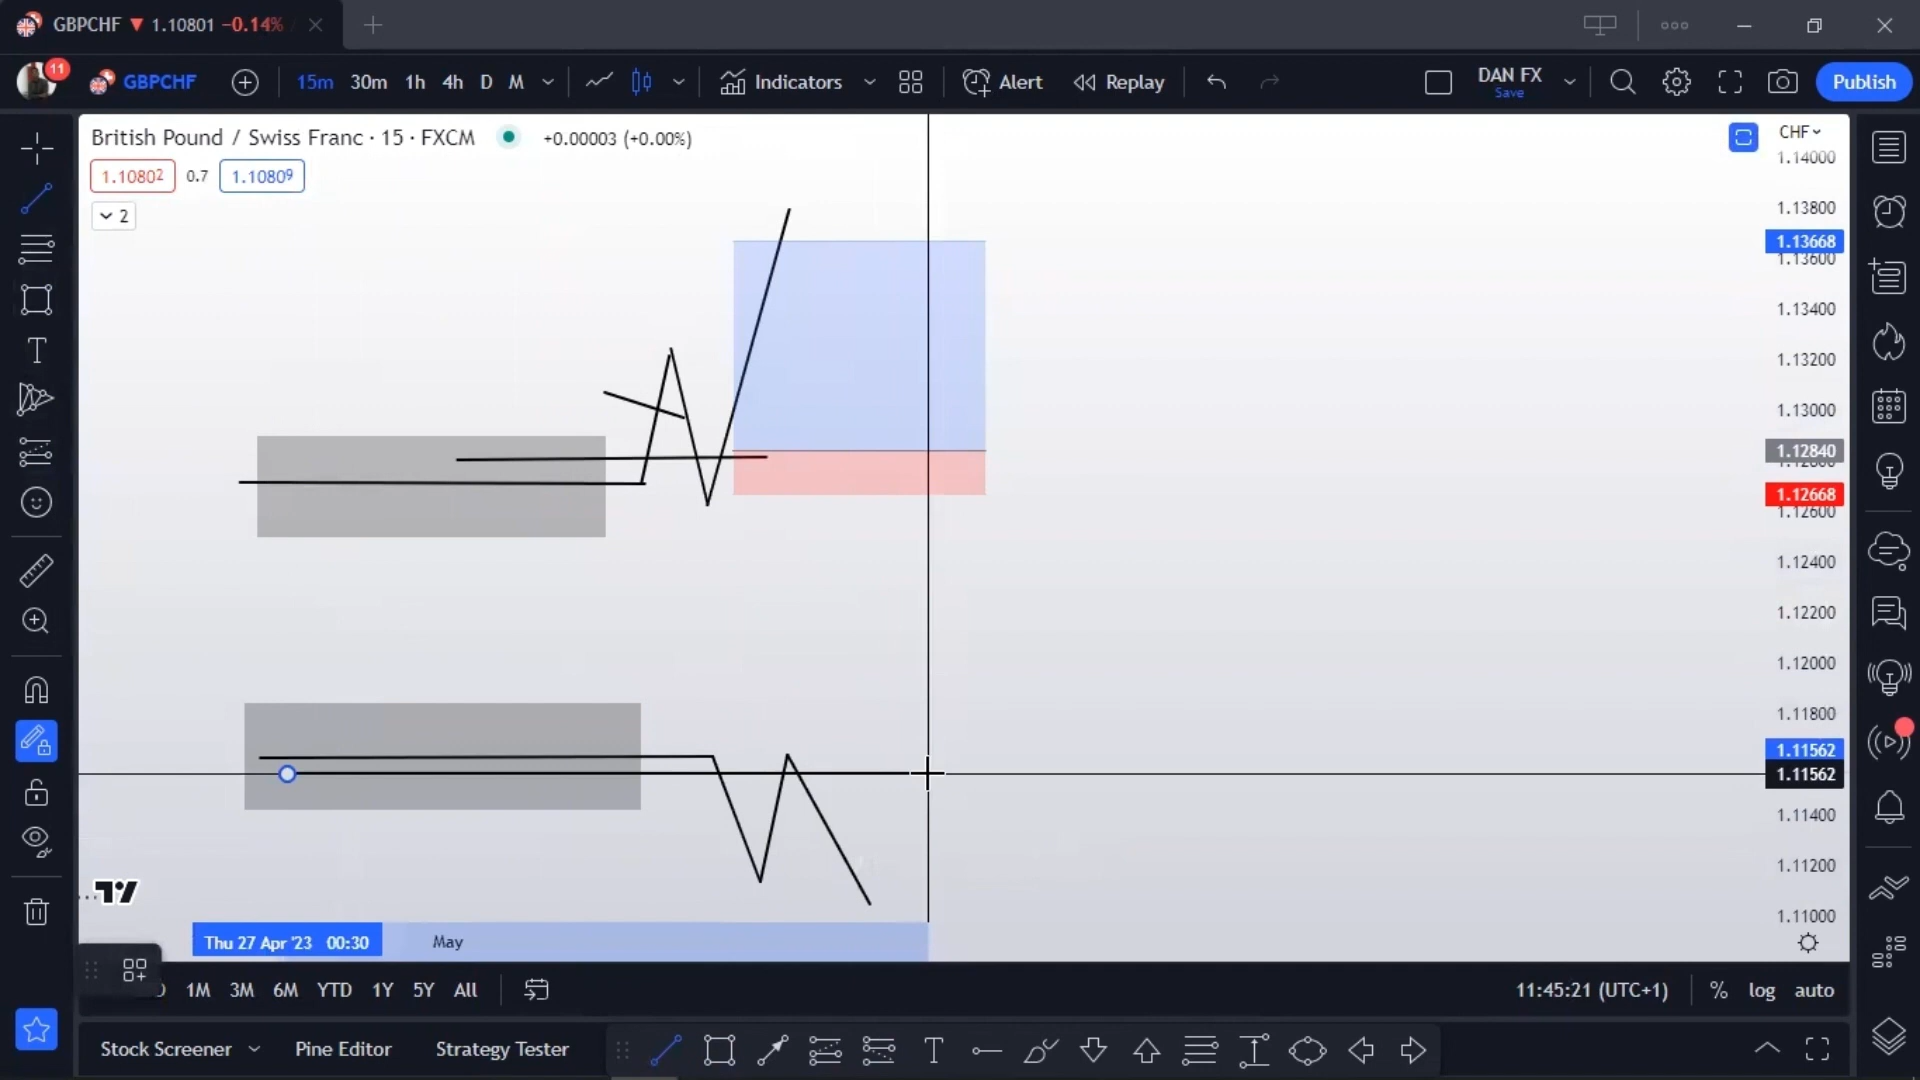 GBPCHF ▼ 1.10801 −0.14%
11
GBPCHF
15m 30m 1h 4h D M
Indicators
Alert
Replay
DAN FX
Save
Publish
British Pound / Swiss Franc · 15 · FXCM
+0.00003 (+0.00%)
1.10802 0.7 1.10809
2
CHF
1.14000
1.13800
1.13668
1.13600
1.13400
1.13200
1.13000
1.12840
1.12668
1.12600
1.12400
1.12200
1.12000
1.11800
1.11562
1.11562
1.11400
1.11200
1.11000
Thu 27 Apr '23 00:30
May
1M 3M 6M YTD 1Y 5Y All
11:45:21 (UTC+1)
% log auto
Stock Screener
Pine Editor
Strategy Tester